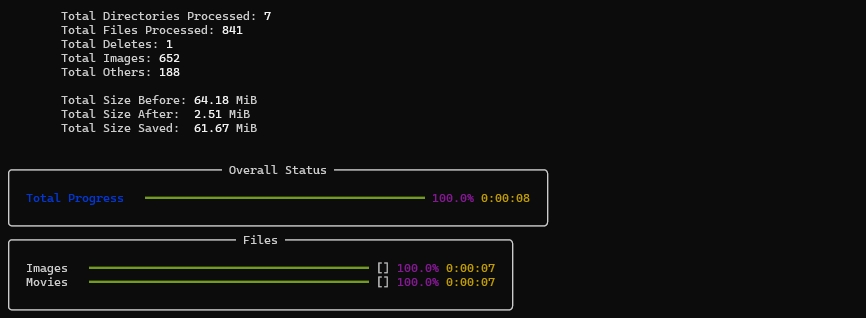 Total Directories Processed: 7
Total Files Processed: 841
Total Deletes: 1
Total Images: 652
Total Others: 188
Total Size Before: 64.18 MiB
Total Size After:  2.51 MiB
Total Size Saved:  61.67 MiB
Overall Status
Total Progress 100.0% 0:00:08
Files
Images [] 100.0% 0:00:07
Movies [] 100.0% 0:00:07